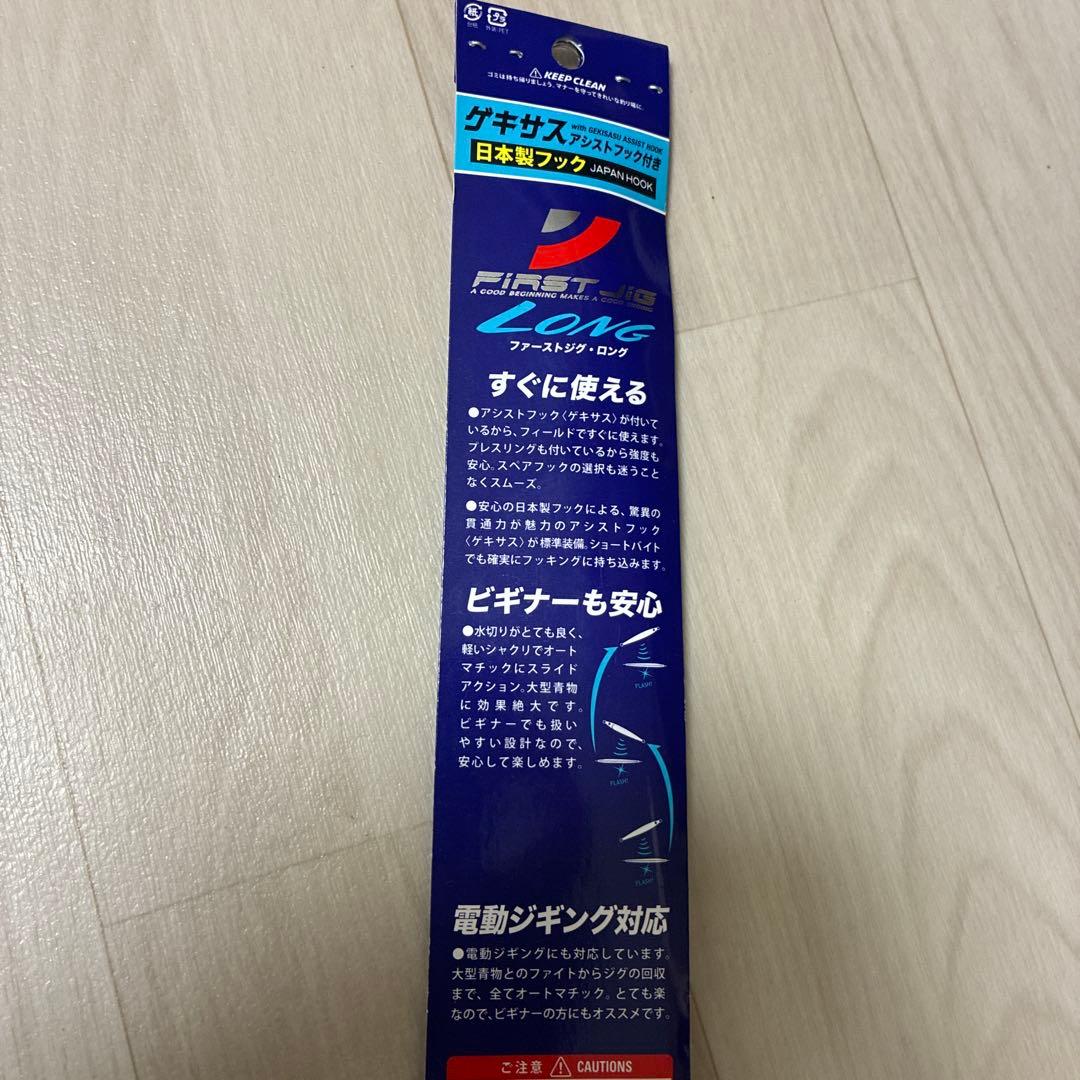 紙
台紙
プラ
外装:PET
KEEP CLEAN
ゴミは持ち帰りましょう。マナーを守ってきれいな釣り場に
ゲキサス with GEKISASU ASSIST HOOK
アシストフック付き
日本製フック JAPAN HOOK
FiRST JiG
A GOOD BEGINNING MAKES A GOOD ENDING
LONG
ファーストジグ・ロング
すぐに使える
●アシストフック〈ゲキサス〉が付いて
いるから、フィールドですぐに使えます。
プレスリングも付いているから強度も
安心。スペアフックの選択も迷うこと
なくスムーズ。
●安心の日本製フックによる、驚異の
貫通力が魅力のアシストフック
〈ゲキサス〉が標準装備。ショートバイト
でも確実にフッキングに持ち込みます。
ビギナーも安心
●水切りがとても良く、
軽いシャクリでオート
マチックにスライド
アクション。大型青物
に効果絶大です。
ビギナーでも扱い
やすい設計なので、
安心して楽しめます。
FLASH!
FLASH!
FLASH!
電動ジギング対応
●電動ジギングにも対応しています。
大型青物とのファイトからジグの回収
まで、全てオートマチック。とても楽
なので、ビギナーの方にもオススメです。
ご注意 CAUTIONS